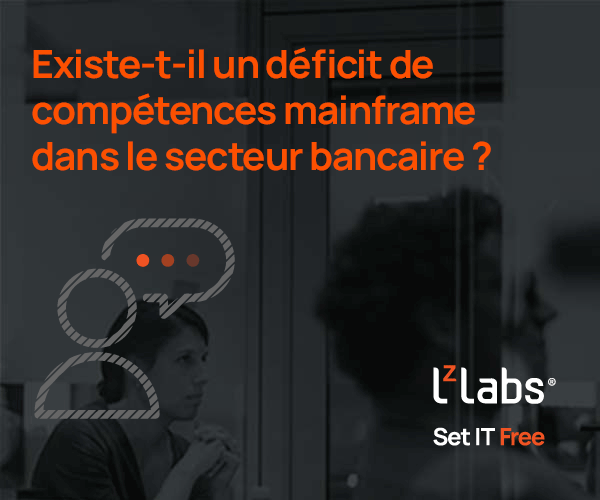 Existe-t-il un déficit de
compétences mainframe
dans le secteur bancaire ?
LzLabs®
Set IT Free